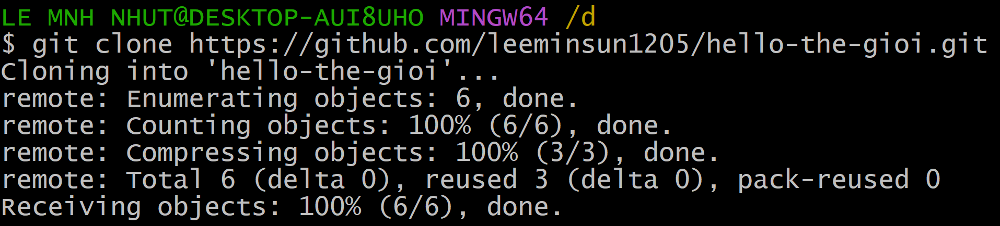 LE MNH NHUT@DESKTOP-AUI8UHO MINGW64 /d
$ git clone https://github.com/leeminsun1205/hello-the-gioi.git
Cloning into 'hello-the-gioi'...
remote: Enumerating objects: 6, done.
remote: Counting objects: 100% (6/6), done.
remote: Compressing objects: 100% (3/3), done.
remote: Total 6 (delta 0), reused 3 (delta 0), pack-reused 0
Receiving objects: 100% (6/6), done.